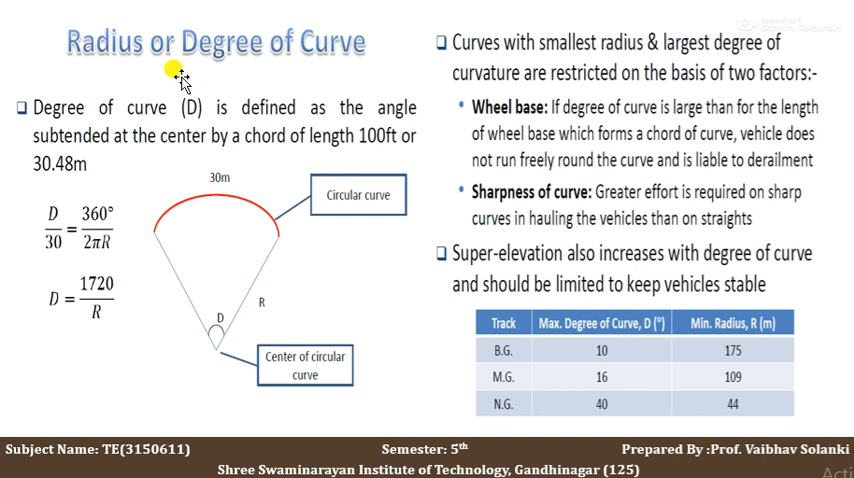 Radius or Degree of Curve
❑ Degree of curve (D) is defined as the angle
subtended at the center by a chord of length 100ft or
30.48m
30m
Circular curve
D/30 = 360°/2πR
D = 1720/R
R
D
Center of circular
curve
❑ Curves with smallest radius & largest degree of
curvature are restricted on the basis of two factors:-
• Wheel base: If degree of curve is large than for the length
of wheel base which forms a chord of curve, vehicle does
not run freely round the curve and is liable to derailment
• Sharpness of curve: Greater effort is required on sharp
curves in hauling the vehicles than on straights
❑ Super-elevation also increases with degree of curve
and should be limited to keep vehicles stable
Track Max. Degree of Curve, D (°) Min. Radius, R (m)
B.G. 10 175
M.G. 16 109
N.G. 40 44
Subject Name: TE(3150611) Semester: 5th Prepared By :Prof. Vaibhav Solanki
Shree Swaminarayan Institute of Technology, Gandhinagar (125)